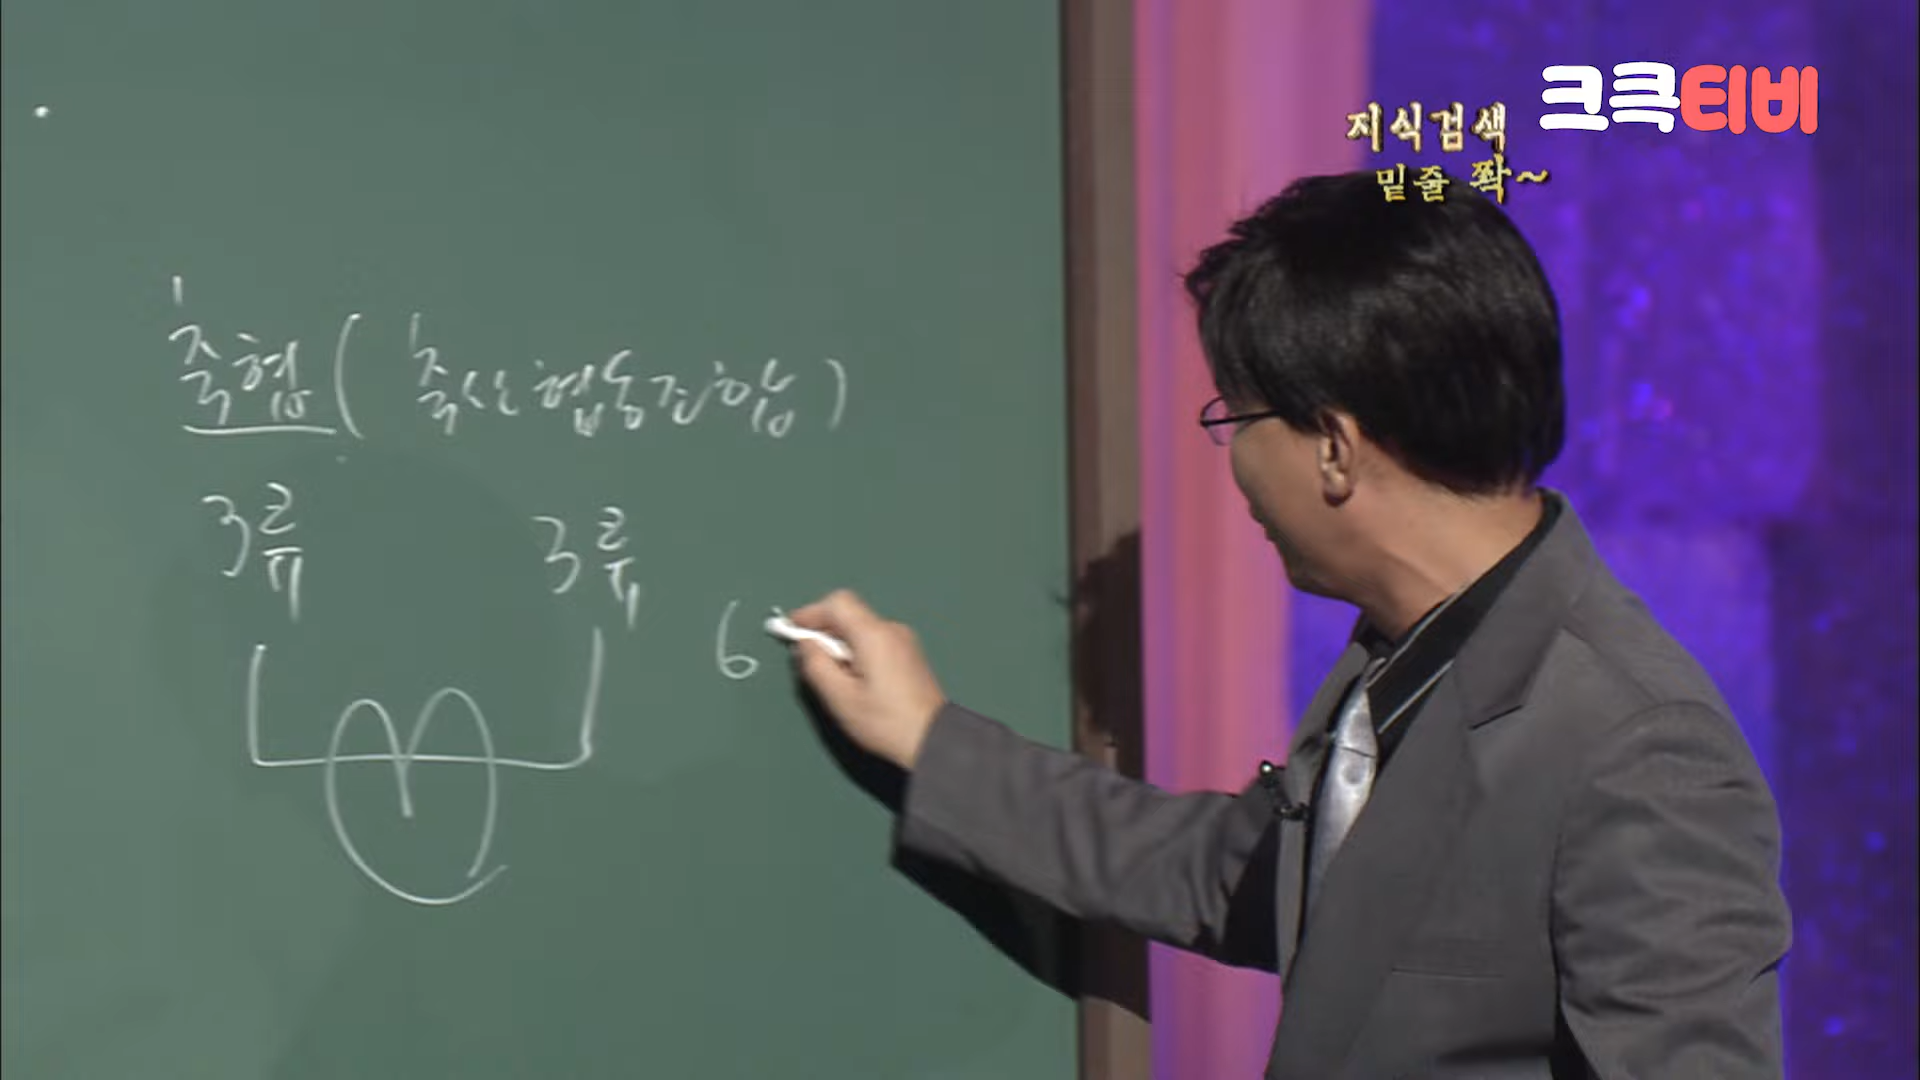 크큭티비
지식검색
밑줄 쫙~
축협(축산협동조합)
3류 3류
6